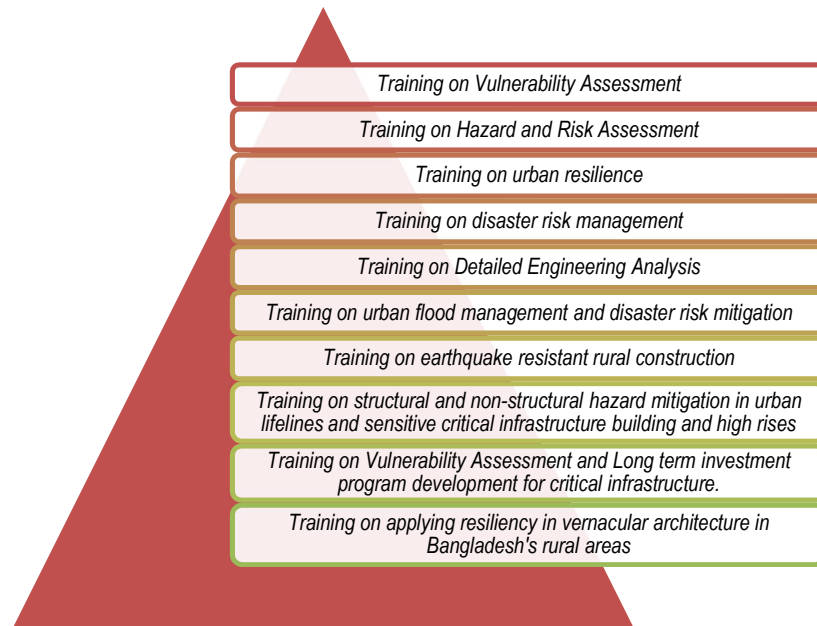 Training on Vulnerability Assessment
Training on Hazard and Risk Assessment
Training on urban resilience
Training on disaster risk management
Training on Detailed Engineering Analysis
Training on urban flood management and disaster risk mitigation
Training on earthquake resistant rural construction
Training on structural and non-structural hazard mitigation in urban
lifelines and sensitive critical infrastructure building and high rises
Training on Vulnerability Assessment and Long term investment
program development for critical infrastructure.
Training on applying resiliency in vernacular architecture in
Bangladesh's rural areas